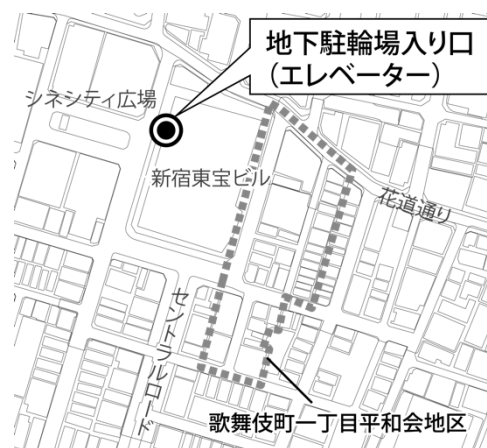 地下駐輪場入り口
（エレベーター）
シネシティ広場
新宿東宝ビル
花道通り
セントラルロード
歌舞伎町一丁目平和会地区